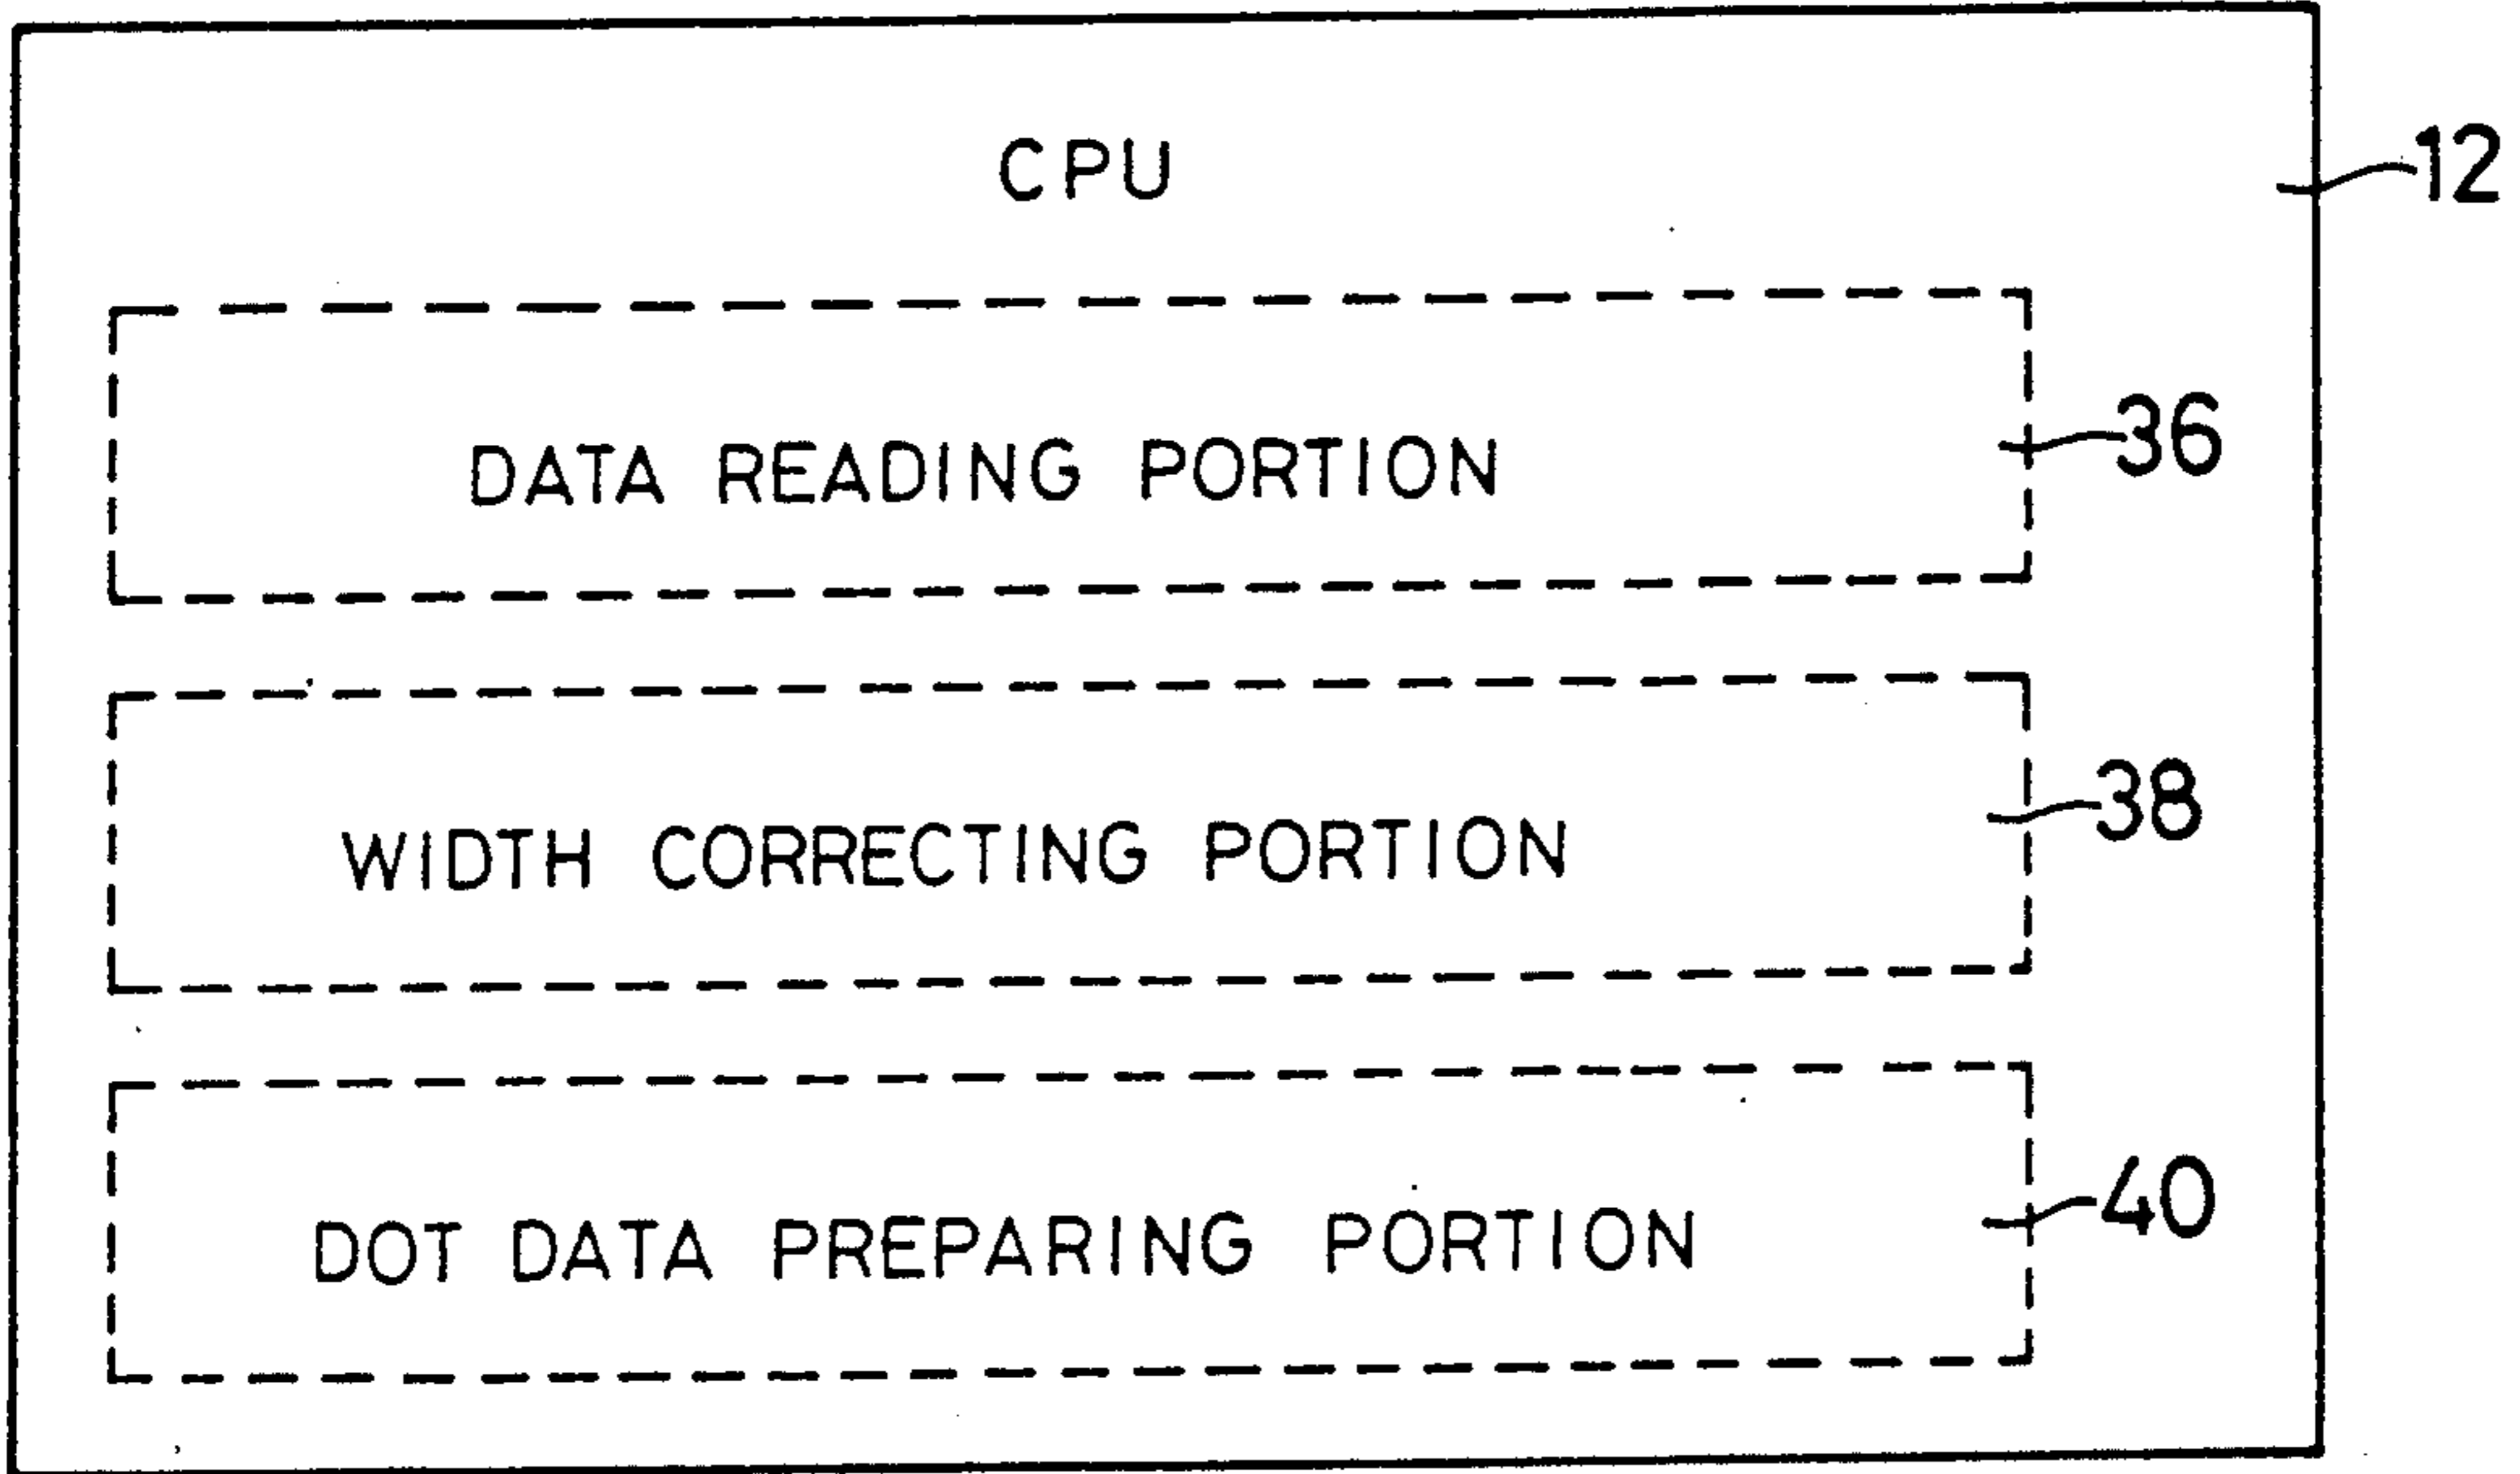 CPU
12
DATA READING PORTION
36
WIDTH CORRECTING PORTION
38
DOT DATA PREPARING PORTION
40